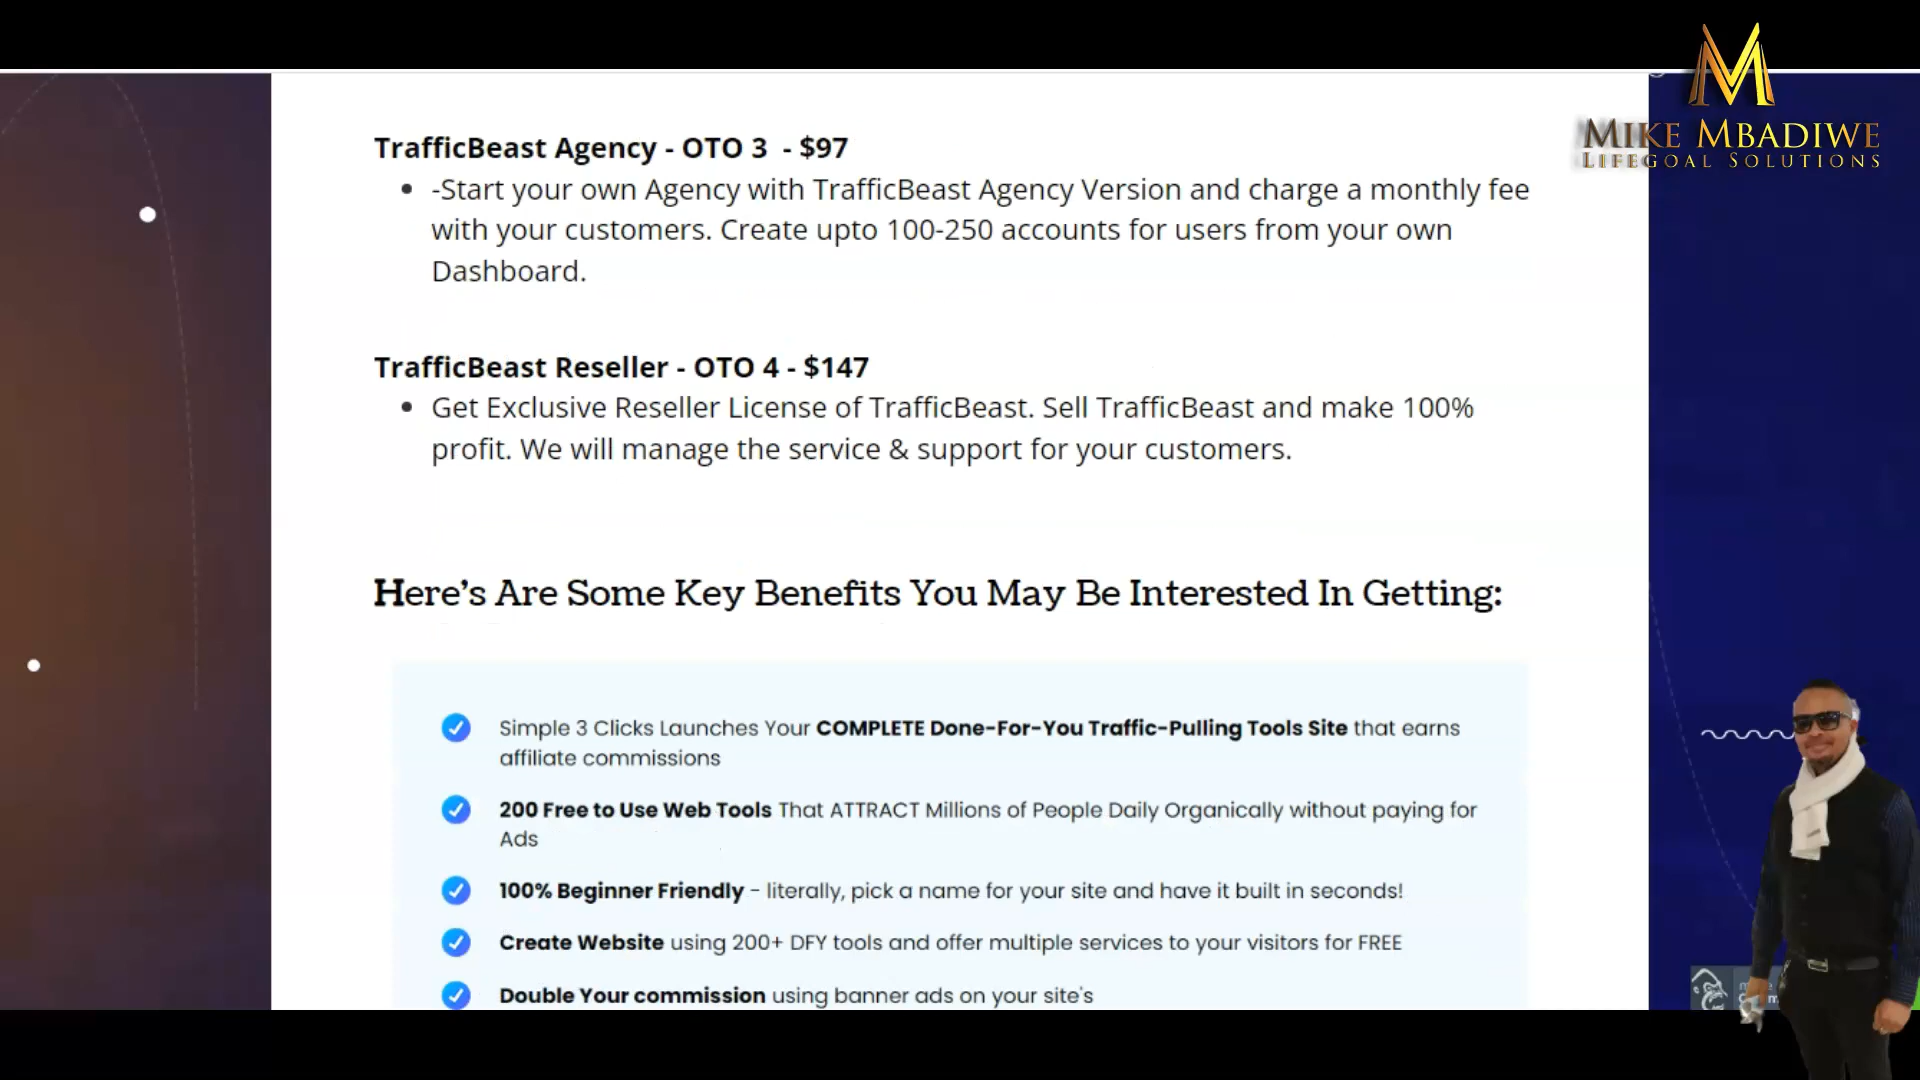 MIKE MBADIWE
LIFEGOAL SOLUTIONS
TrafficBeast Agency - OTO 3 - $97
-Start your own Agency with TrafficBeast Agency Version and charge a monthly fee
with your customers. Create upto 100-250 accounts for users from your own
Dashboard.
TrafficBeast Reseller - OTO 4 - $147
Get Exclusive Reseller License of TrafficBeast. Sell TrafficBeast and make 100%
profit. We will manage the service & support for your customers.
Here's Are Some Key Benefits You May Be Interested In Getting:
Simple 3 Clicks Launches Your COMPLETE Done-For-You Traffic-Pulling Tools Site that earns
affiliate commissions
200 Free to Use Web Tools That ATTRACT Millions of People Daily Organically without paying for
Ads
100% Beginner Friendly - literally, pick a name for your site and have it built in seconds!
Create Website using 200+ DFY tools and offer multiple services to your visitors for FREE
Double Your commission using banner ads on your site's